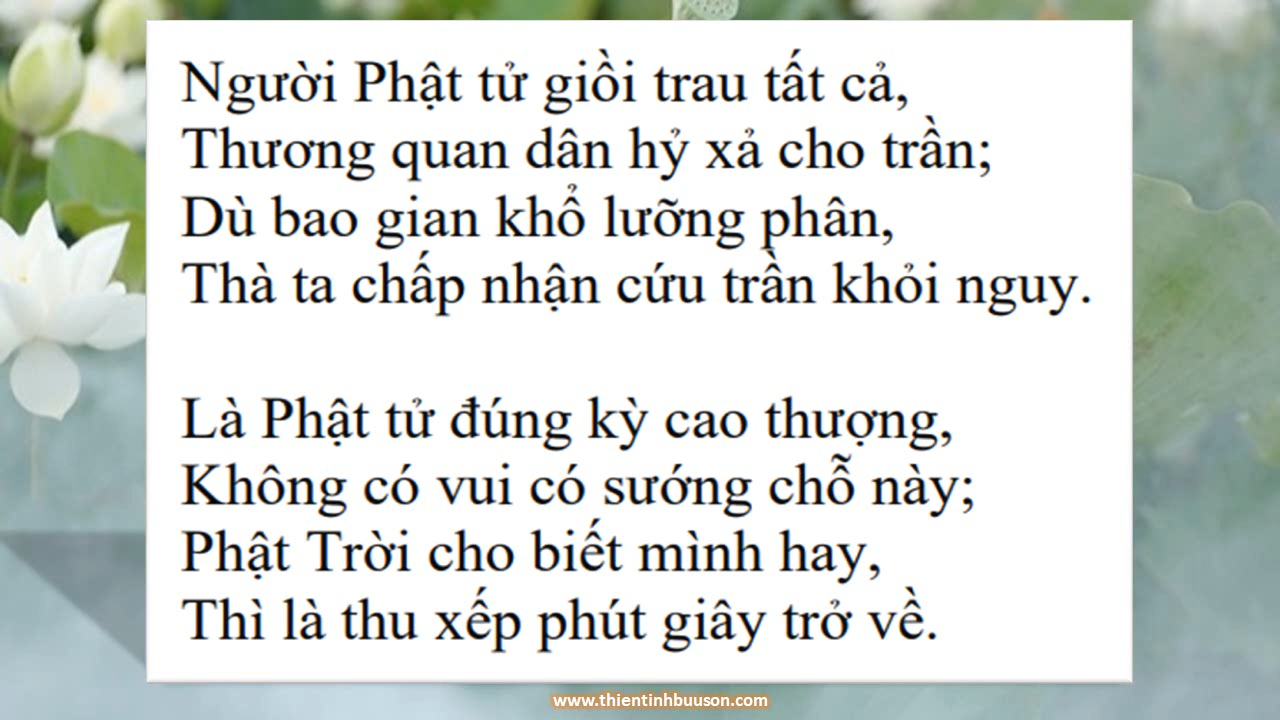 Người Phật tử giồi trau tất cả,
Thương quan dân hỷ xả cho trần;
Dù bao gian khổ lưỡng phân,
Thà ta chấp nhận cứu trần khỏi nguy.
Là Phật tử đúng kỳ cao thượng,
Không có vui có sướng chỗ này;
Phật Trời cho biết mình hay,
Thì là thu xếp phút giây trở về.
www.thientinhbuuson.com